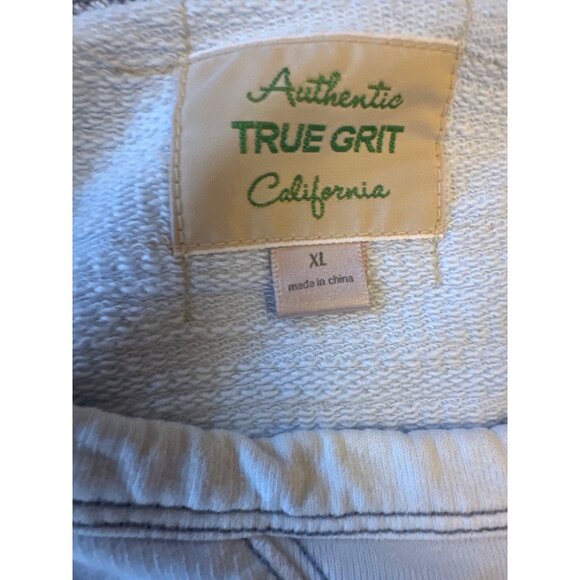 Authentic
TRUE GRIT
California
XL
made in china